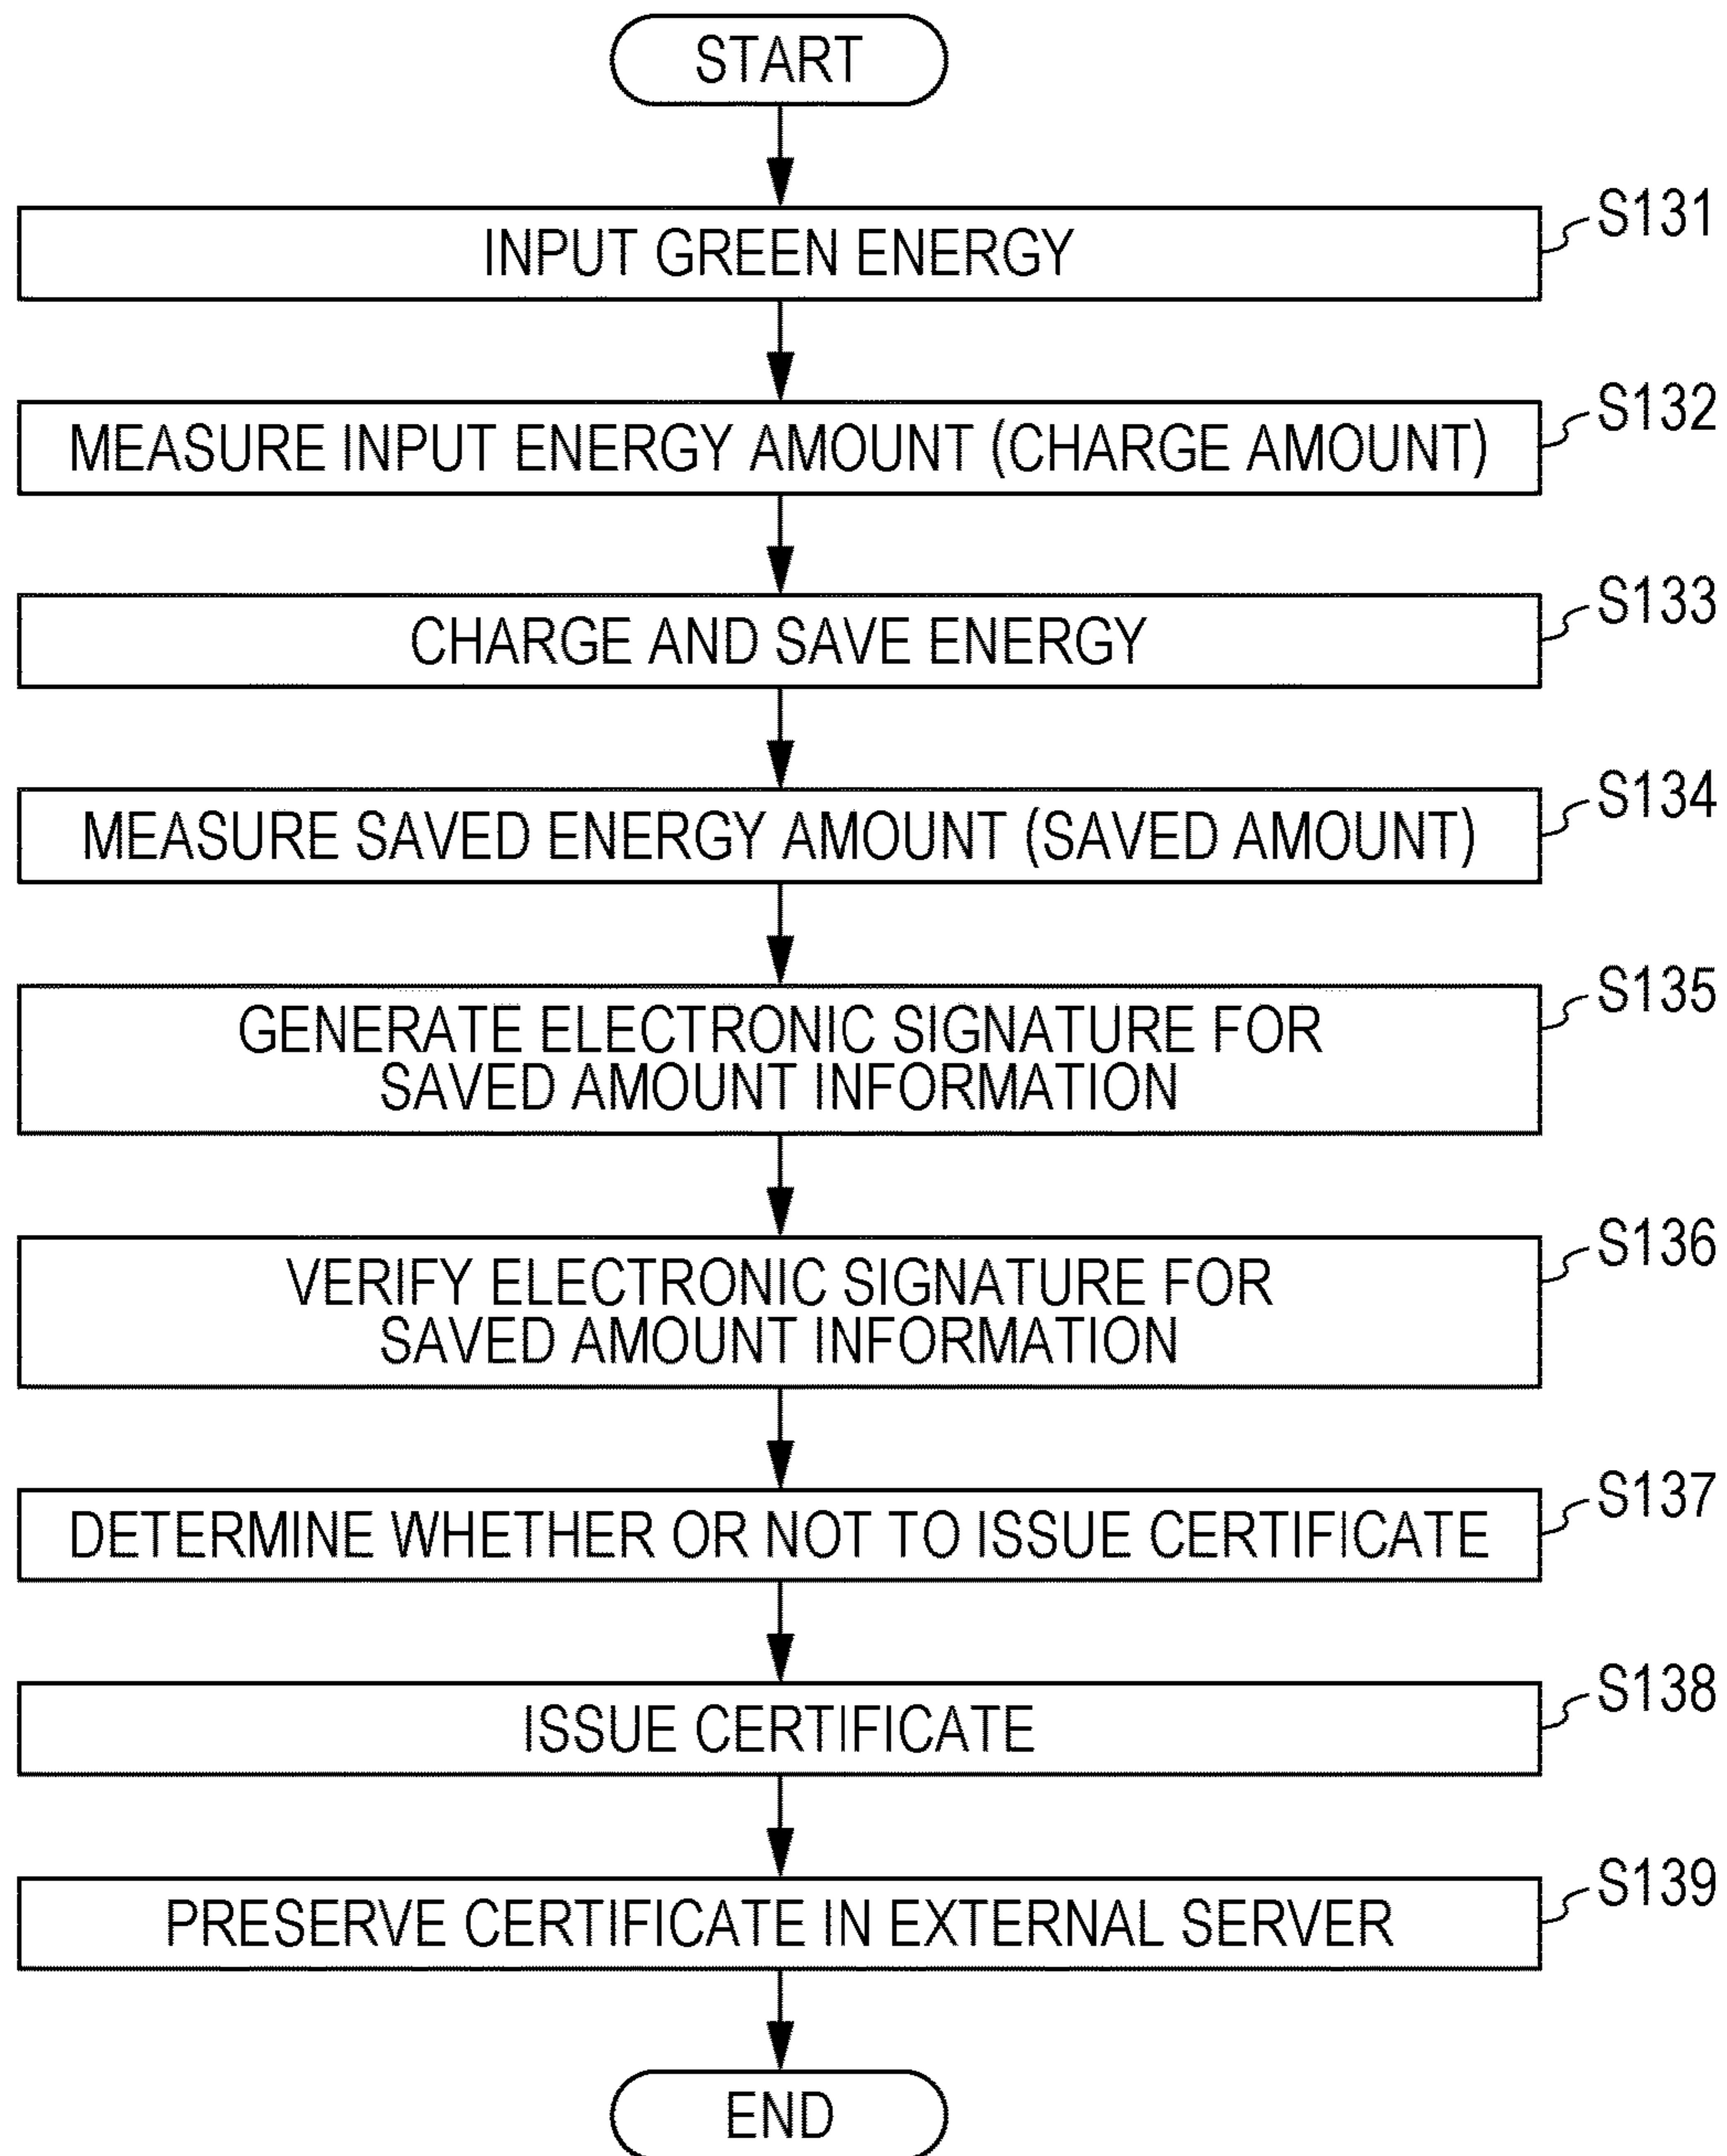 START
INPUT GREEN ENERGY
S131
MEASURE INPUT ENERGY AMOUNT (CHARGE AMOUNT)
S132
CHARGE AND SAVE ENERGY
S133
MEASURE SAVED ENERGY AMOUNT (SAVED AMOUNT)
S134
GENERATE ELECTRONIC SIGNATURE FOR
SAVED AMOUNT INFORMATION
S135
VERIFY ELECTRONIC SIGNATURE FOR
SAVED AMOUNT INFORMATION
S136
DETERMINE WHETHER OR NOT TO ISSUE CERTIFICATE
S137
ISSUE CERTIFICATE
S138
PRESERVE CERTIFICATE IN EXTERNAL SERVER
S139
END